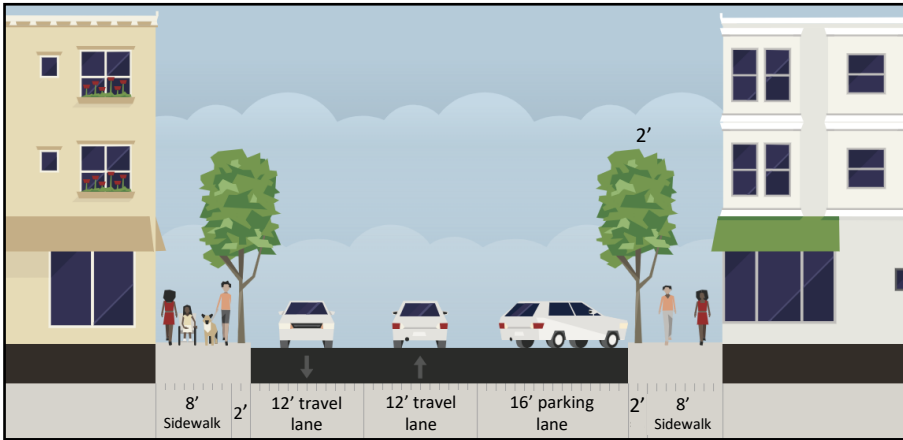 2’
8’
Sidewalk
2’
12’ travel
lane
12’ travel
lane
16’ parking
lane
2’
8’
Sidewalk